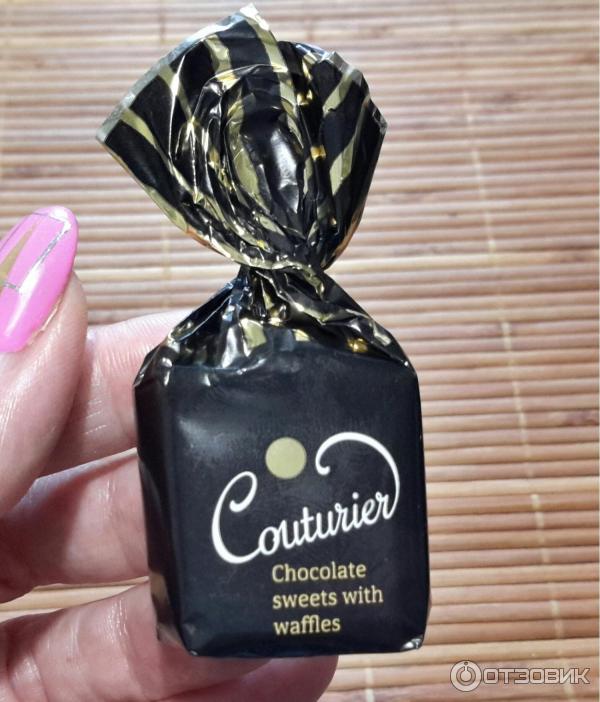 Couturier
Chocolate
sweets with
waffles
ОТЗОВИК